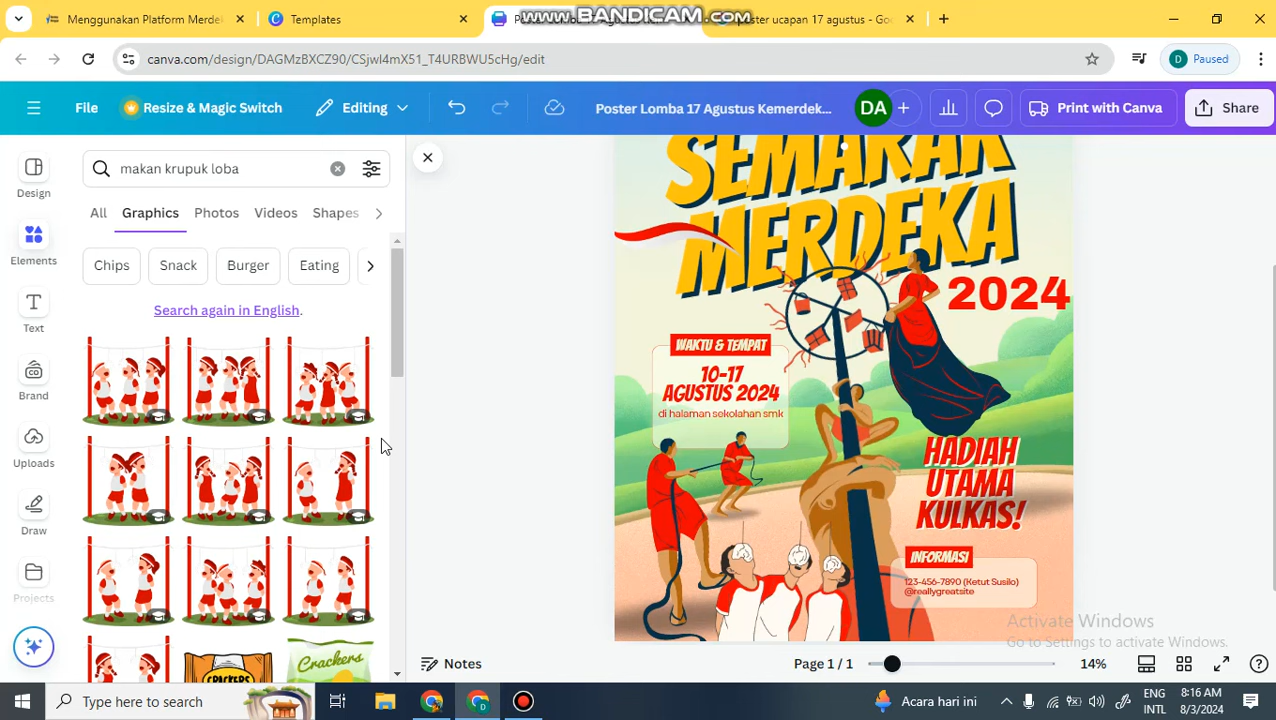 Menggunakan Platform Merde
Templates
www.BANDICAM.com
poster ucapan 17 agustus - Goo
canva.com/design/DAGMzBXCZ90/CSjwI4mX51_T4URBWU5cHg/edit
D Paused
File
Resize & Magic Switch
Editing
Poster Lomba 17 Agustus Kemerdek...
DA
Print with Canva
Share
makan krupuk loba
Design
Elements
Text
Brand
Uploads
Draw
Projects
All Graphics Photos Videos Shapes
Chips Snack Burger Eating
Search again in English.
CRACKERS
Crackers
SEMARAK
MERDEKA
2024
WAKTU & TEMPAT
10-17
AGUSTUS 2024
di halaman sekolahan smk
HADIAH
UTAMA
KULKAS!
INFORMASI
123-456-7890 (Ketut Susilo)
@reallygreatsite
Activate Windows
Go to Settings to activate Windows.
Notes
Page 1 / 1
14%
Type here to search
Acara hari ini
ENG
INTL
8:16 AM
8/3/2024